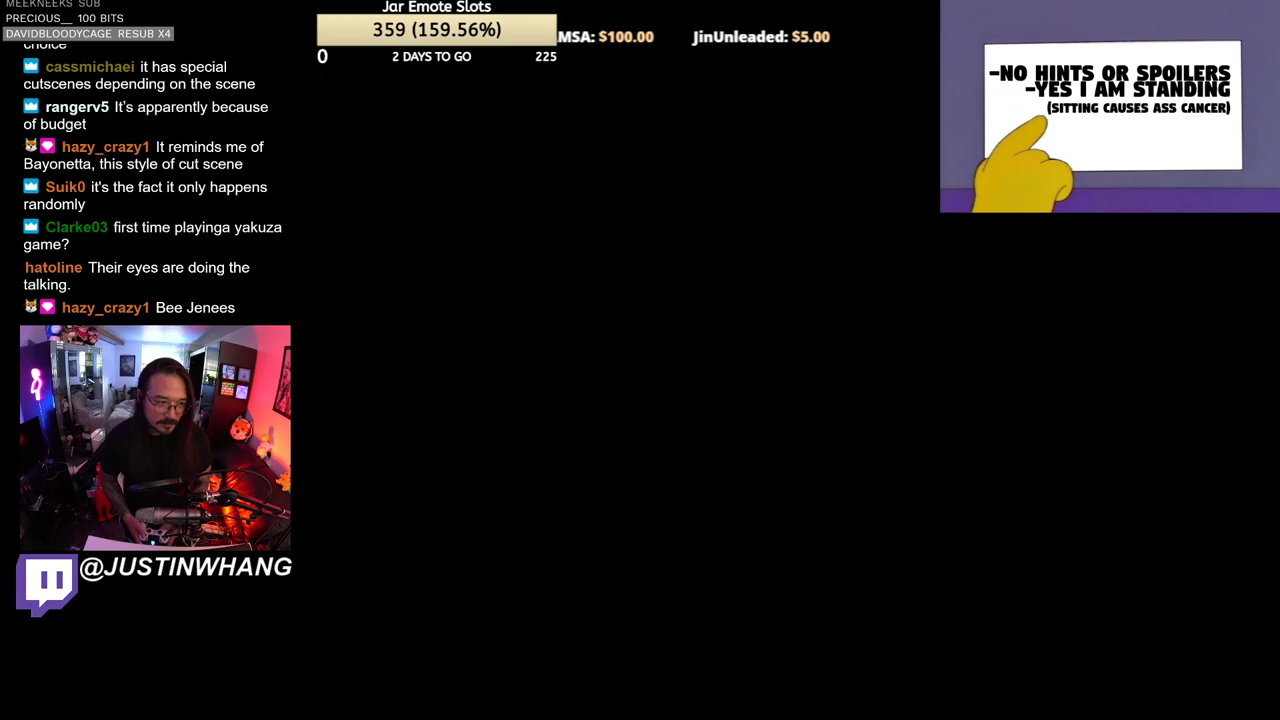 MEEKNEEKS SUB
PRECIOUS__ 100 BITS
DAVIDBLOODYCAGE RESUB X4
choice
cassmichaei it has special
cutscenes depending on the scene
rangerv5 It's apparently because
of budget
hazy_crazy1 It reminds me of
Bayonetta, this style of cut scene
Suik0 it's the fact it only happens
randomly
Clarke03 first time playinga yakuza
game?
hatoline Their eyes are doing the
talking.
hazy_crazy1 Bee Jenees
@JUSTINWHANG
Jar Emote Slots
359 (159.56%)
0 2 DAYS TO GO 225
MSA: $100.00 JinUnleaded: $5.00
-NO HINTS OR SPOILERS
-YES I AM STANDING
(SITTING CAUSES ASS CANCER)